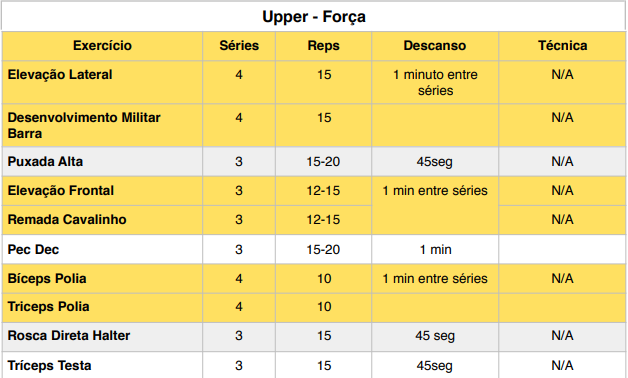 Upper - Força
Exercício Séries Reps Descanso Técnica
Elevação Lateral 4 15 1 minuto entre séries N/A
Desenvolvimento Militar Barra 4 15 N/A
Puxada Alta 3 15-20 45seg N/A
Elevação Frontal 3 12-15 1 min entre séries N/A
Remada Cavalinho 3 12-15 N/A
Pec Dec 3 15-20 1 min
Bíceps Polia 4 10 1 min entre séries N/A
Triceps Polia 4 10
Rosca Direta Halter 3 15 45 seg N/A
Tríceps Testa 3 15 45seg N/A